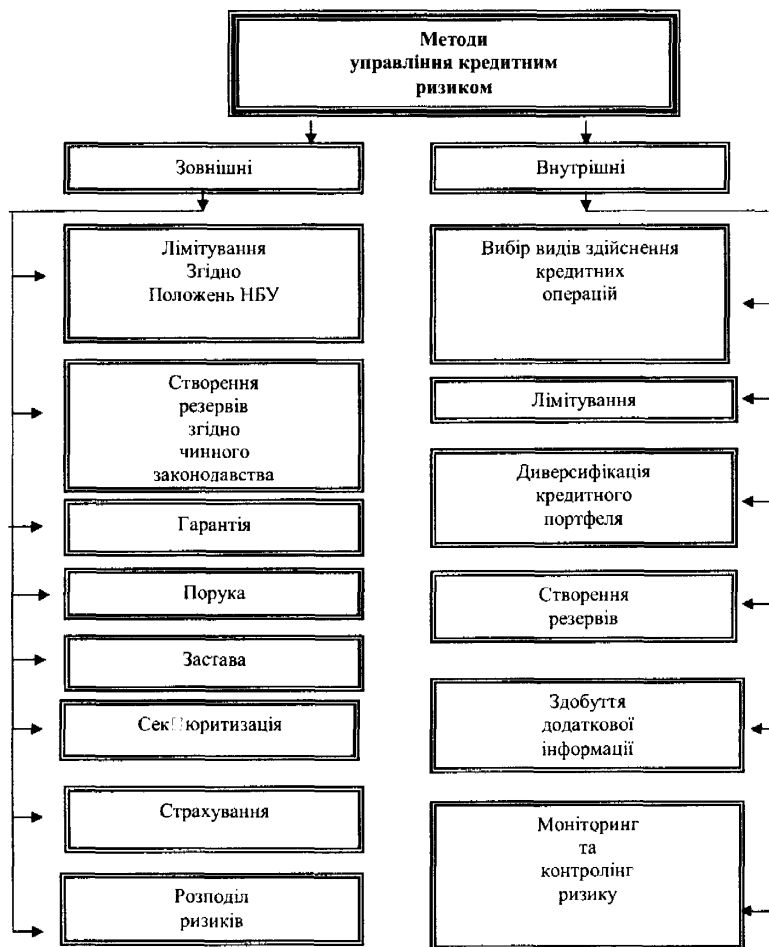 Методи
управління кредитним
ризиком
Зовнішні
Внутрішні
Лімітування
Згідно
Положень НБУ
Створення
резервів
згідно
чинного
законодавства
Гарантія
Порука
Застава
Сек юритизація
Страхування
Розподіл
ризиків
Вибір видів здійснення
кредитних
операцій
Лімітування
Диверсифікація
кредитного
портфеля
Створення
резервів
Здобуття
додаткової
інформації
Моніторинг
та
контролінг
ризику